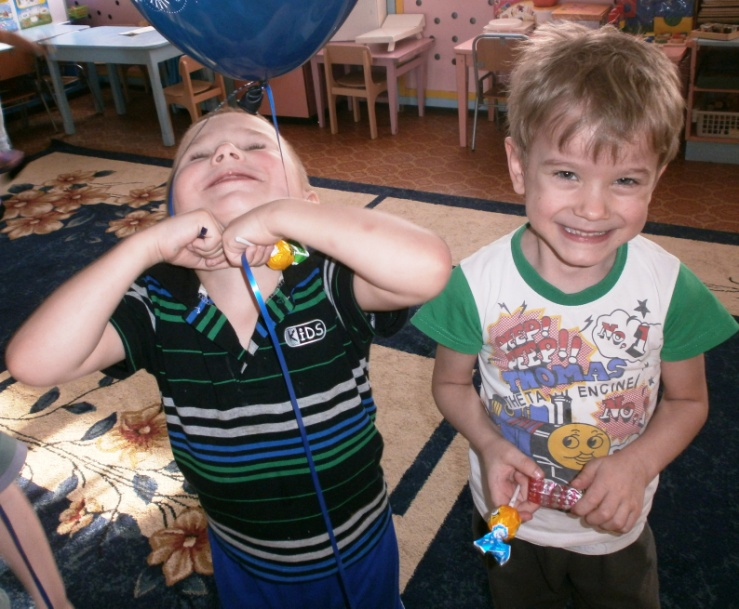 KIDS
PEEP!
PEEP!!
No.1
THOMAS
THE TANK ENGINE
No.1